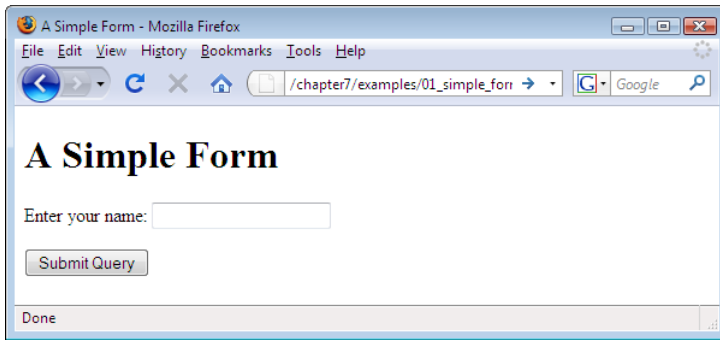 A Simple Form - Mozilla Firefox
File Edit View History Bookmarks Tools Help
/chapter7/examples/01_simple_forr G Google
A Simple Form
Enter your name:
Submit Query
Done